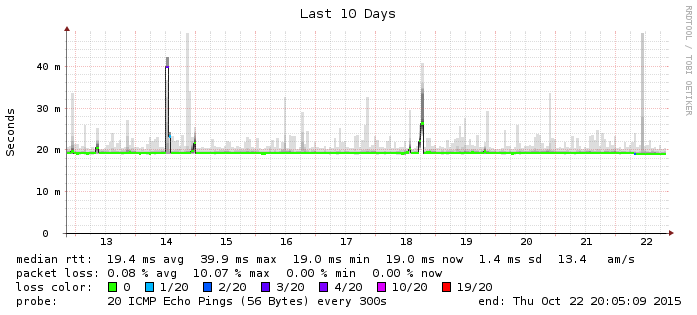 Last 10 Days
RRDTOOL / TOBI OETIKER
Seconds
40 m
30 m
20 m
10 m
0
13 14 15 16 17 18 19 20 21 22
median rtt: 19.4 ms avg 39.9 ms max 19.0 ms min 19.0 ms now 1.4 ms sd 13.4 am/s
packet loss: 0.08 % avg 10.07 % max 0.00 % min 0.00 % now
loss color: 0 1/20 2/20 3/20 4/20 10/20 19/20
probe: 20 ICMP Echo Pings (56 Bytes) every 300s end: Thu Oct 22 20:05:09 2015